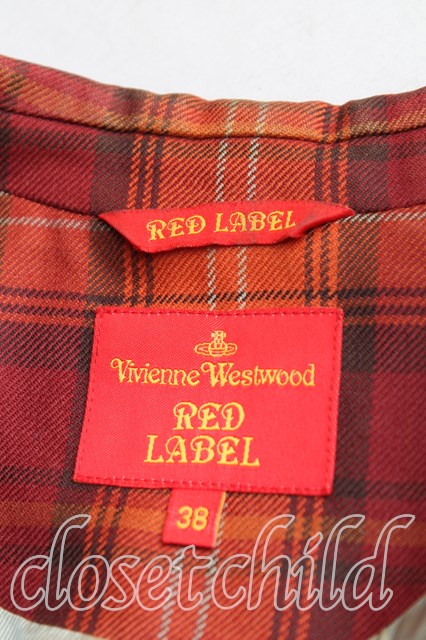 RED LABEL
Vivienne Westwood
RED
LABEL
38
closetchild